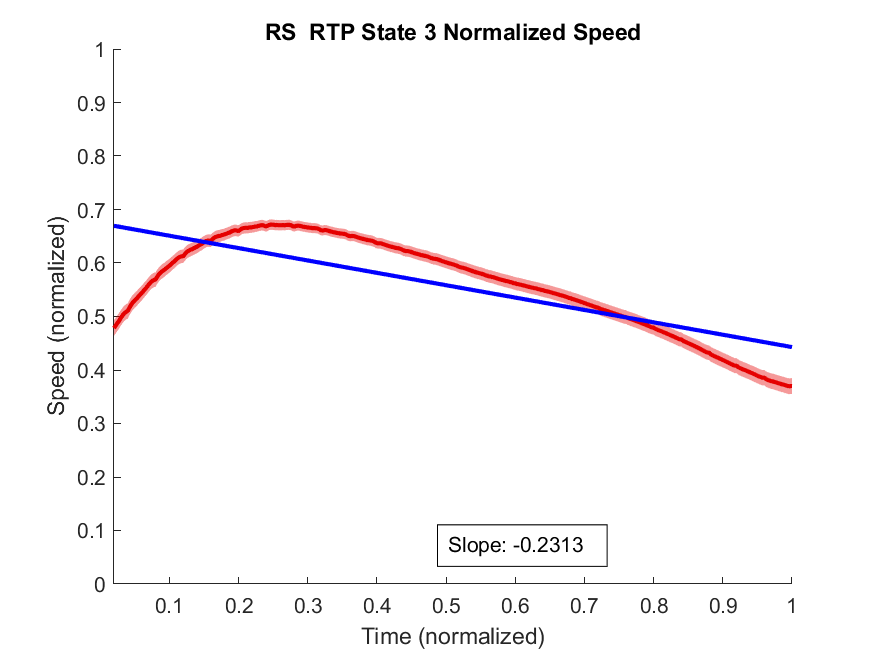 RS  RTP State 3 Normalized Speed
1
0.9
0.8
0.7
0.6
0.5
0.4
0.3
0.2
0.1
0
Speed (normalized)
Slope: -0.2313
0.1 0.2 0.3 0.4 0.5 0.6 0.7 0.8 0.9 1
Time (normalized)